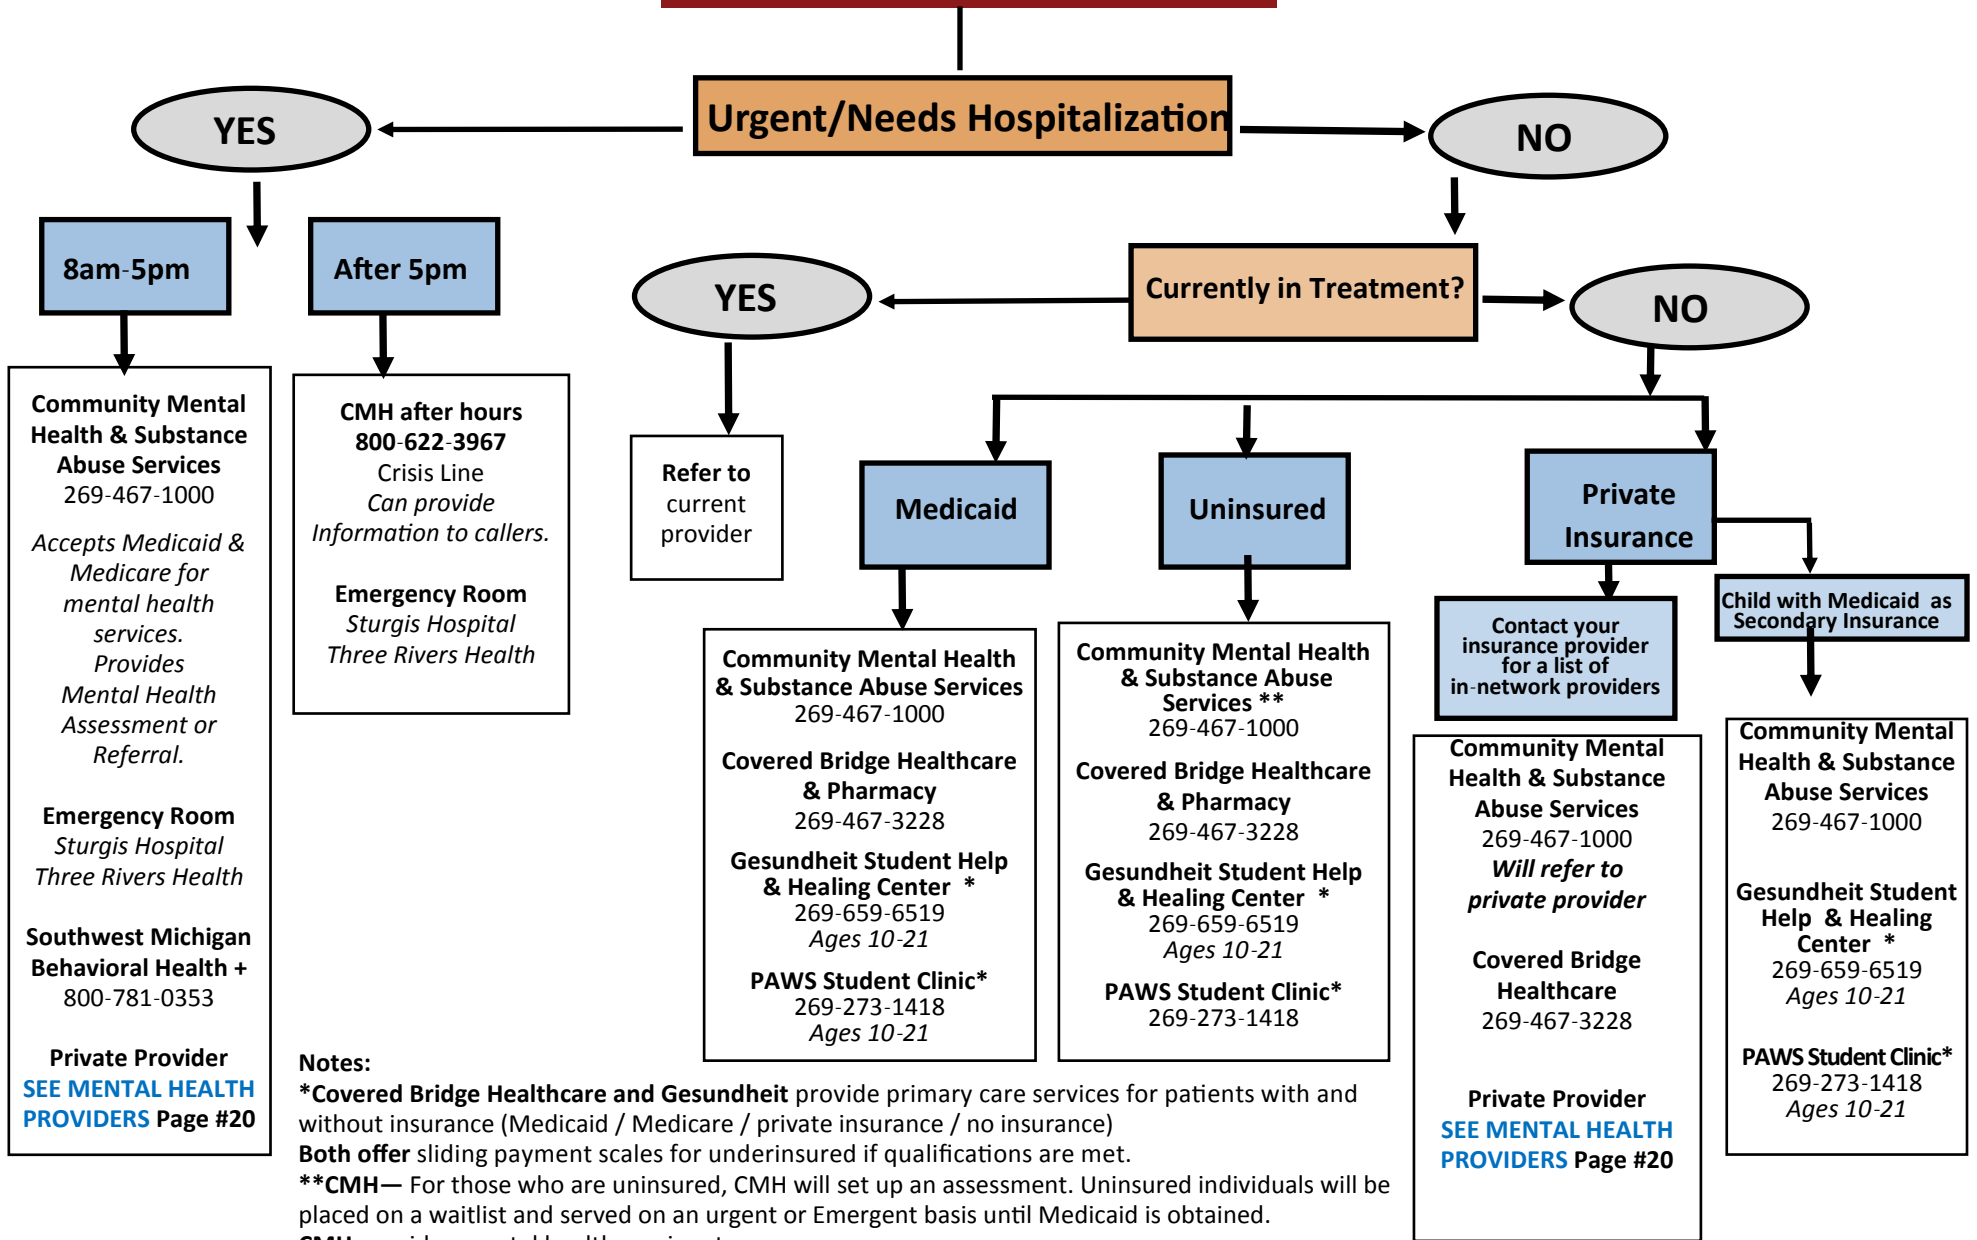 Urgent/Needs Hospitalization
YES
NO
8am-5pm
After 5pm
YES
Currently in Treatment?
NO
Community Mental
Health & Substance
Abuse Services
269-467-1000
Accepts Medicaid &
Medicare for
mental health
services.
Provides
Mental Health
Assessment or
Referral.
Emergency Room
Sturgis Hospital
Three Rivers Health
Southwest Michigan
Behavioral Health +
800-781-0353
Private Provider
SEE MENTAL HEALTH
PROVIDERS Page #20
CMH after hours
800-622-3967
Crisis Line
Can provide
Information to callers.
Emergency Room
Sturgis Hospital
Three Rivers Health
Refer to
current
provider
Medicaid
Uninsured
Private
Insurance
Community Mental Health
& Substance Abuse Services
269-467-1000
Covered Bridge Healthcare
& Pharmacy
269-467-3228
Gesundheit Student Help
& Healing Center *
269-659-6519
Ages 10-21
PAWS Student Clinic*
269-273-1418
Ages 10-21
Community Mental Health
& Substance Abuse
Services **
269-467-1000
Covered Bridge Healthcare
& Pharmacy
269-467-3228
Gesundheit Student Help
& Healing Center *
269-659-6519
Ages 10-21
PAWS Student Clinic*
269-273-1418
Contact your
insurance provider
for a list of
in-network providers
Community Mental
Health & Substance
Abuse Services
269-467-1000
Will refer to
private provider
Covered Bridge
Healthcare
269-467-3228
Private Provider
SEE MENTAL HEALTH
PROVIDERS Page #20
Child with Medicaid as
Secondary Insurance
Community Mental
Health & Substance
Abuse Services
269-467-1000
Gesundheit Student
Help & Healing
Center *
269-659-6519
Ages 10-21
PAWS Student Clinic*
269-273-1418
Ages 10-21
Notes:
*Covered Bridge Healthcare and Gesundheit provide primary care services for patients with and
without insurance (Medicaid / Medicare / private insurance / no insurance)
Both offer sliding payment scales for underinsured if qualifications are met.
**CMH— For those who are uninsured, CMH will set up an assessment. Uninsured individuals will be
placed on a waitlist and served on an urgent or Emergent basis until Medicaid is obtained.